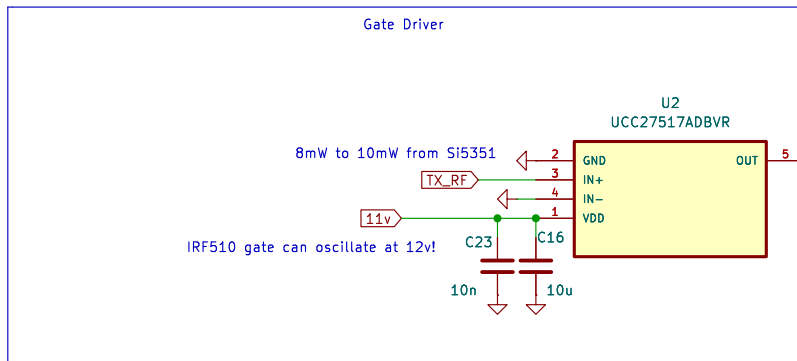 Gate Driver
U2
UCC27517ADBVR
8mW to 10mW from Si5351
2 GND OUT 5
TX_RF 3 IN+
4 IN-
11v 1 VDD
IRF510 gate can oscillate at 12v!
C23 C16
10n 10u